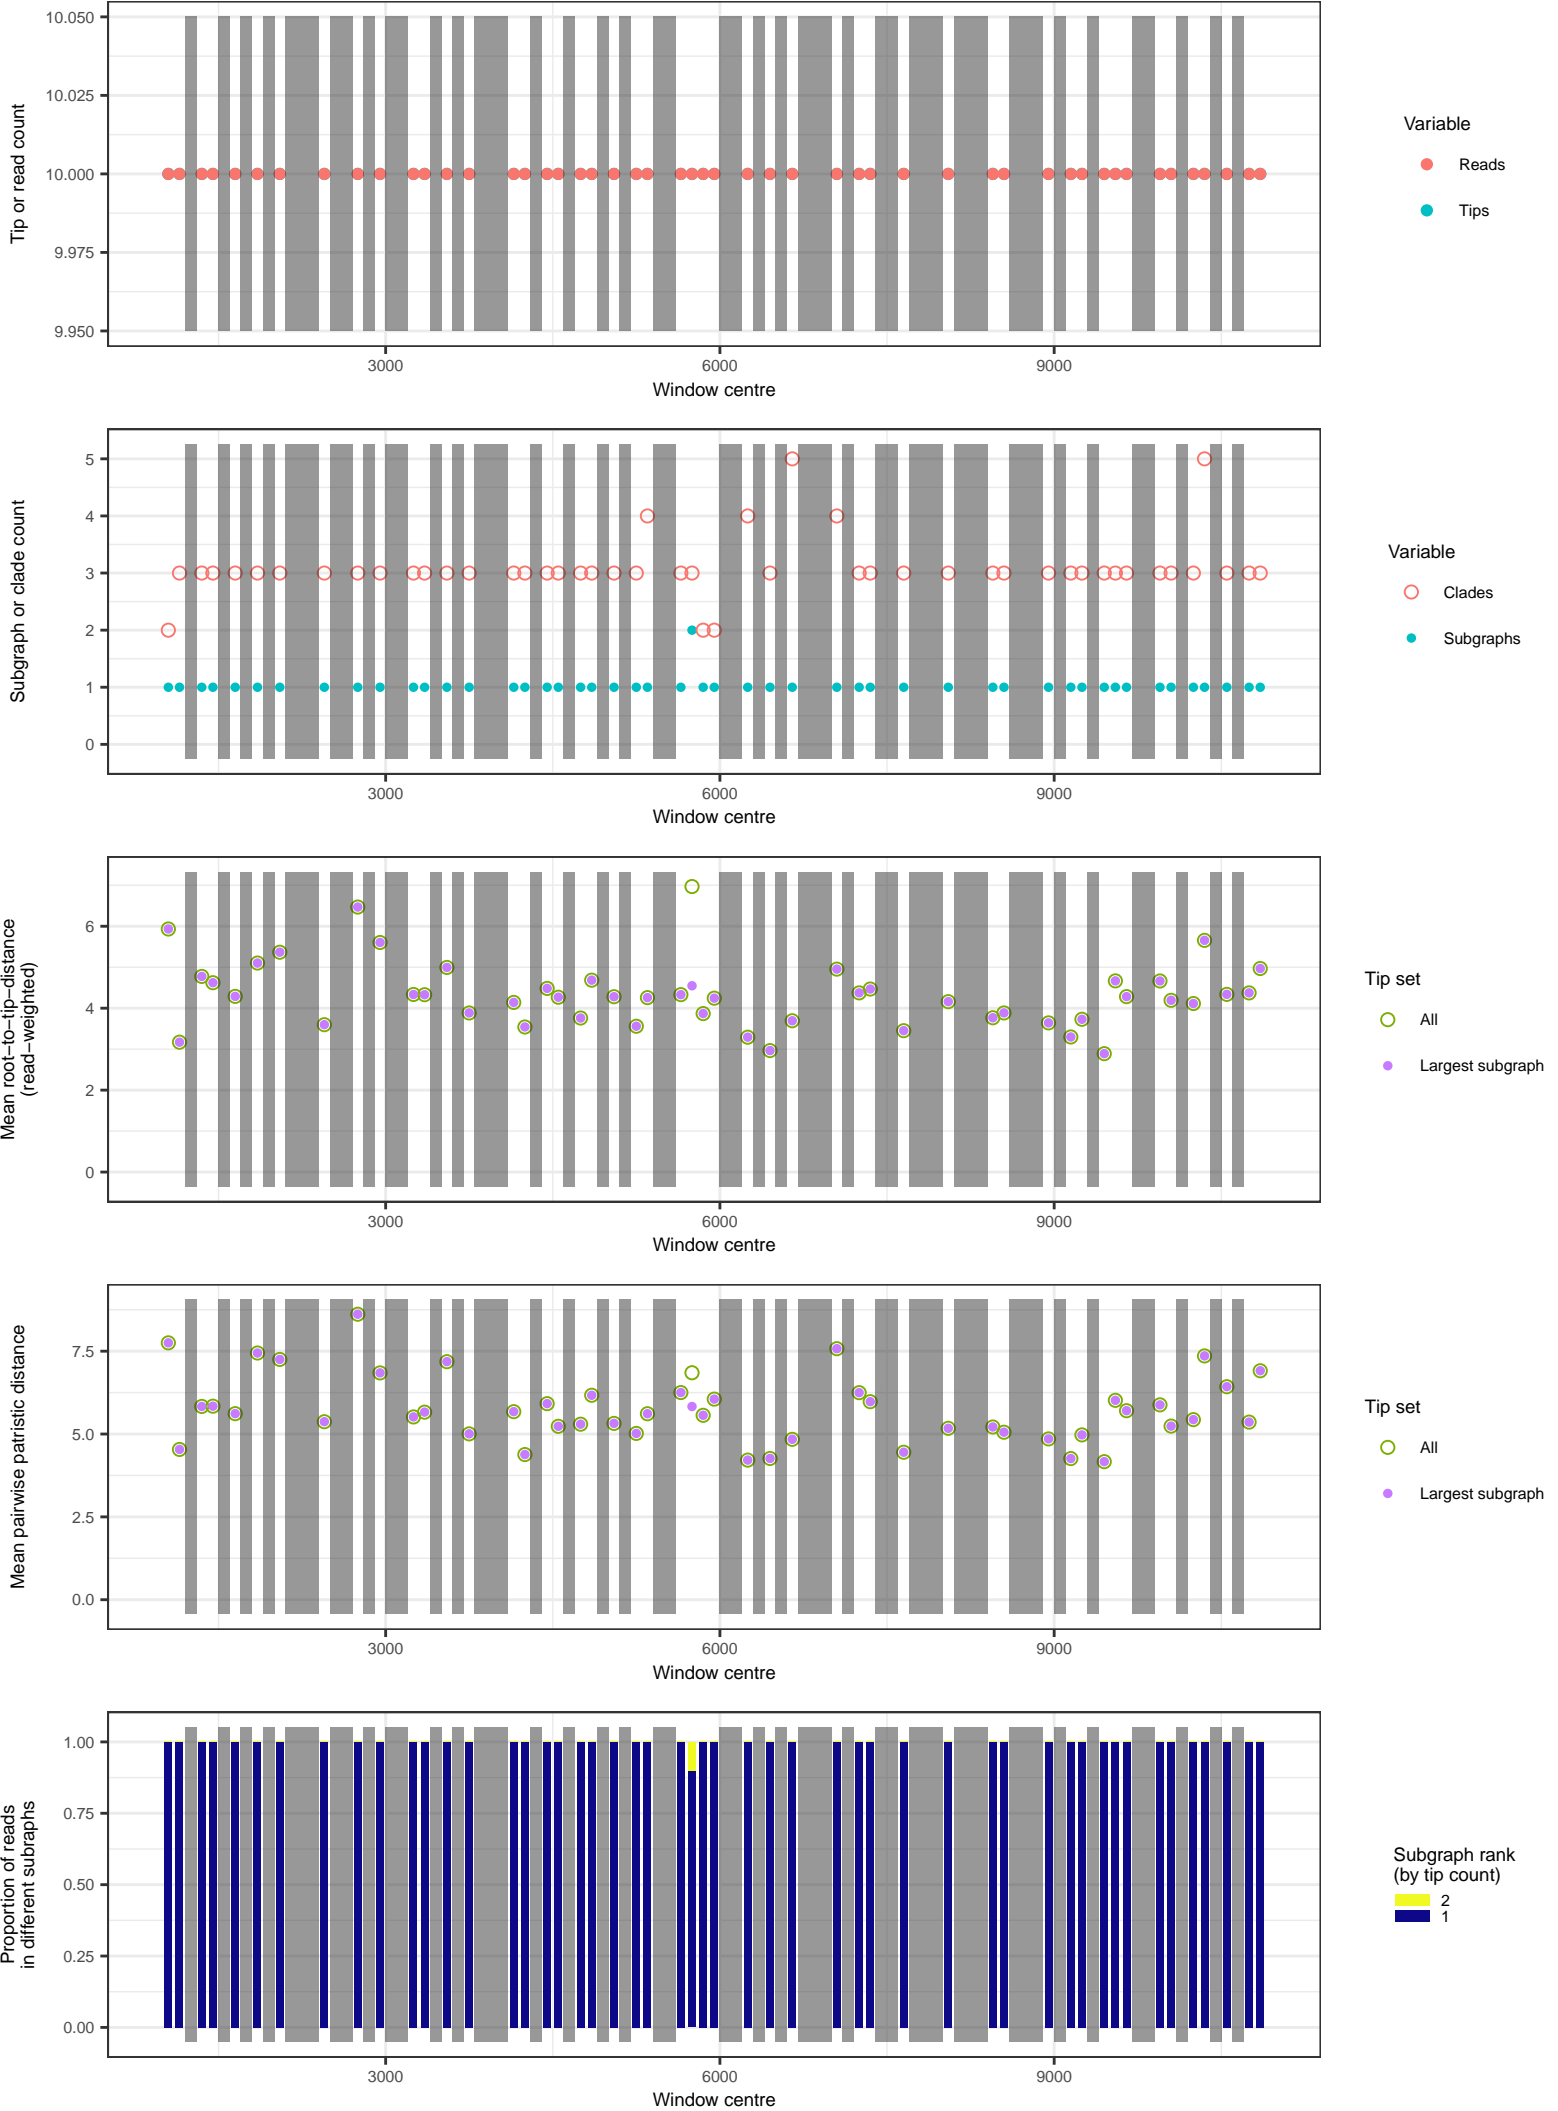 10.050
10.025
10.000
9.975
9.950
Tip or read count
3000
6000
9000
Window centre
Variable
Reads
Tips
5
4
3
2
1
0
Subgraph or clade count
3000
6000
9000
Window centre
Variable
Clades
Subgraphs
6
4
2
0
Mean root−to−tip−distance
(read−weighted)
3000
6000
9000
Window centre
Tip set
All
Largest subgraph
7.5
5.0
2.5
0.0
Mean pairwise patristic distance
3000
6000
9000
Window centre
Tip set
All
Largest subgraph
1.00
0.75
0.50
0.25
0.00
Proportion of reads
in different subraphs
3000
6000
9000
Window centre
Subgraph rank
(by tip count)
2
1